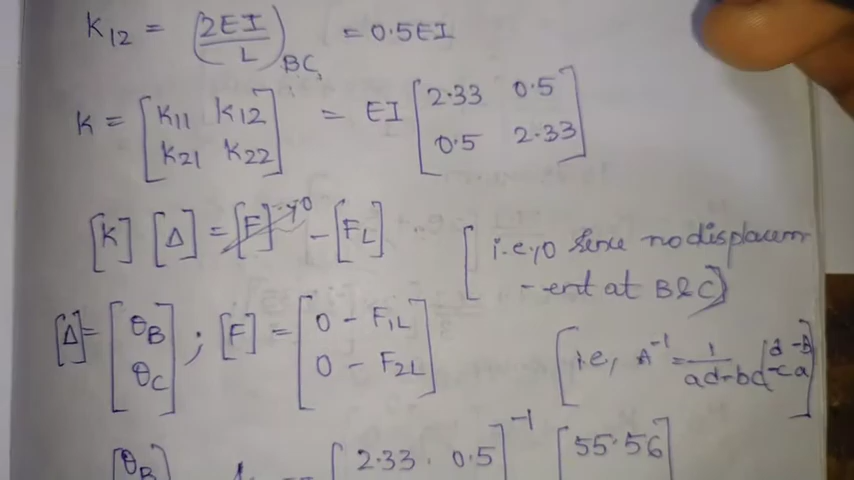 K12 = (2EI/L)BC = 0.5EI
K = [K11 K12 = EI [2.33 0.5
K21 K22] 0.5 2.33]
[K] [Δ] = [F]→0 - [FL] [i.e,0 since no displacem
-ent at B&C]
[Δ] = [θB ; [F] = [0 - F1L
θC] 0 - F2L] [i.e, A^-1 = 1/ad-bc [d -b
-c a]]
[θB] = [2.33 0.5]^-1 [55.56]